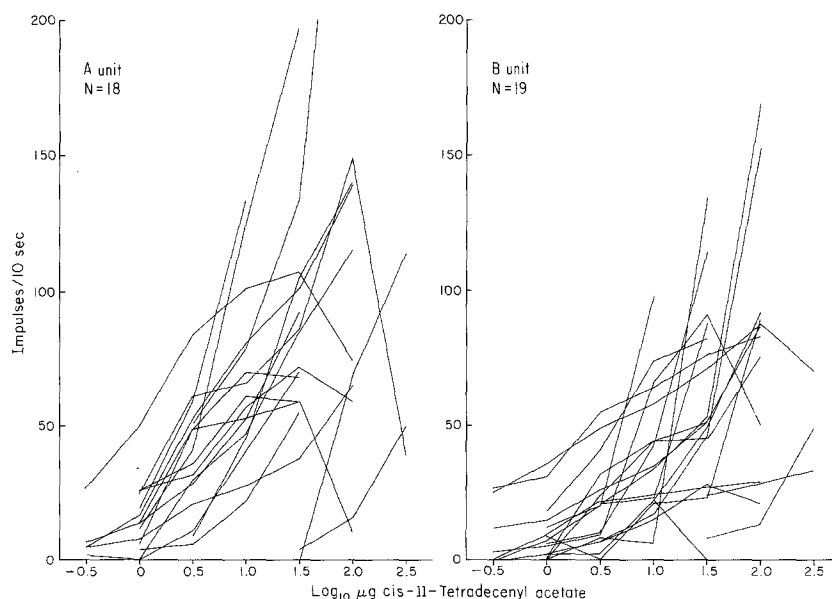 200
150
100
50
0
Impulses/10 sec
A unit
N=18
-0.5 0 0.5 1.0 1.5 2.0 2.5
200
150
100
50
0
B unit
N=19
-0.5 0 0.5 1.0 1.5 2.0 2.5
Log10 μg cis-11-Tetradecenyl acetate